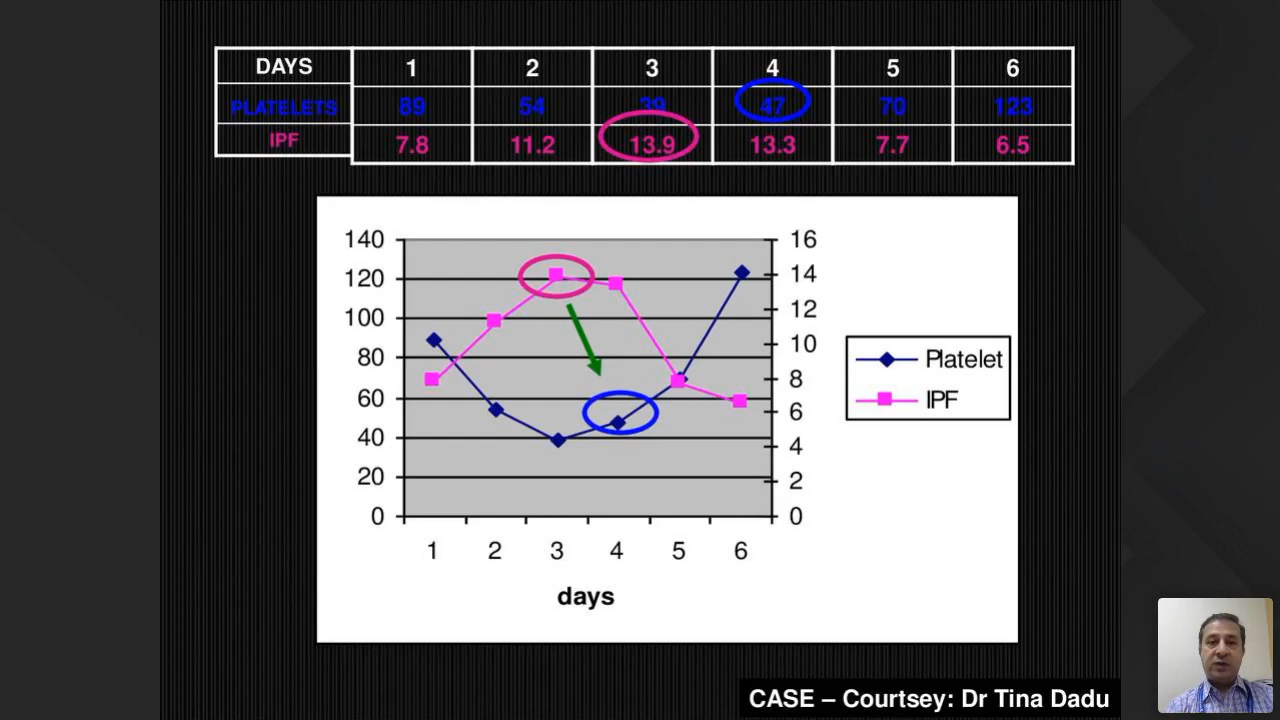 DAYS 1 2 3 4 5 6
PLATELETS 89 54 39 47 70 123
IPF 7.8 11.2 13.9 13.3 7.7 6.5
140 16
120 14
100 12
80 10
60 8
40 6
20 4
0 2
0
Platelet
IPF
1 2 3 4 5 6
days
CASE – Courtsey: Dr Tina Dadu